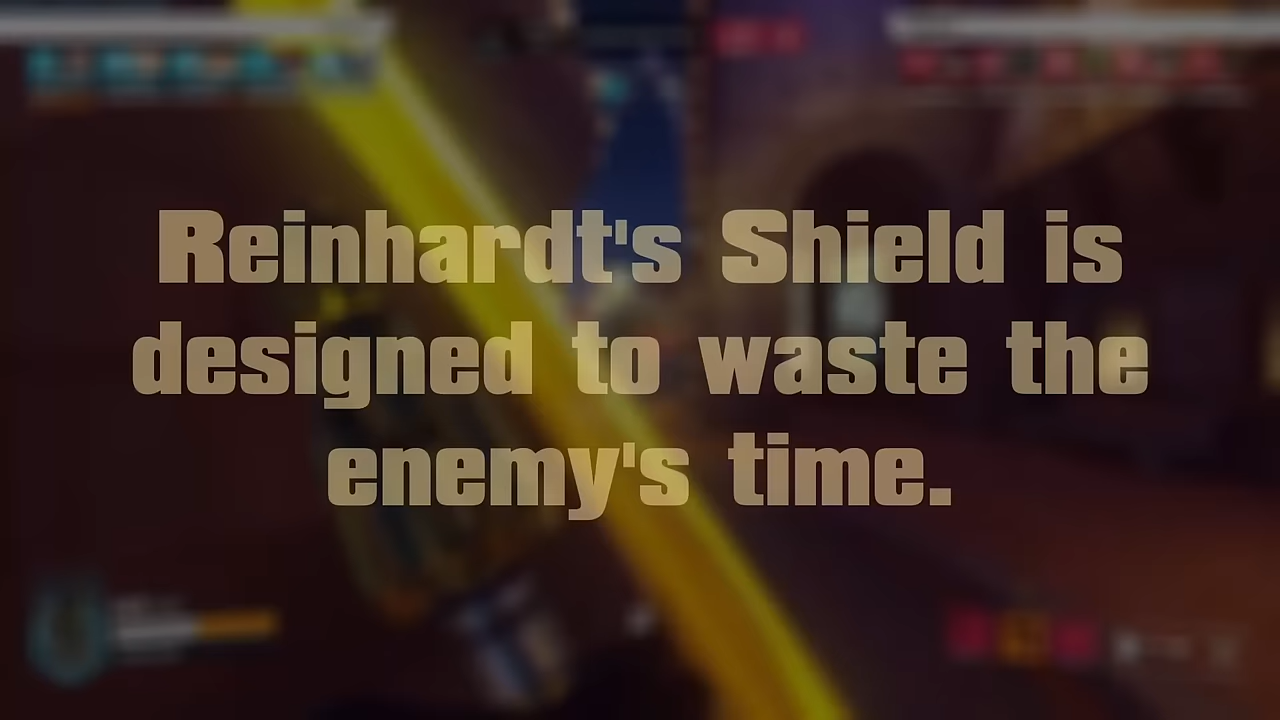 Reinhardt's Shield is
designed to waste the
enemy's time.